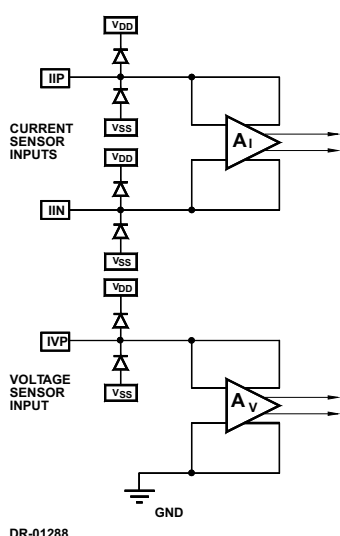 VDD
IIP
VSS
CURRENT
SENSOR
INPUTS
AI
VDD
IIN
VSS
VDD
IVP
VSS
VOLTAGE
SENSOR
INPUT
AV
GND
DR-01288